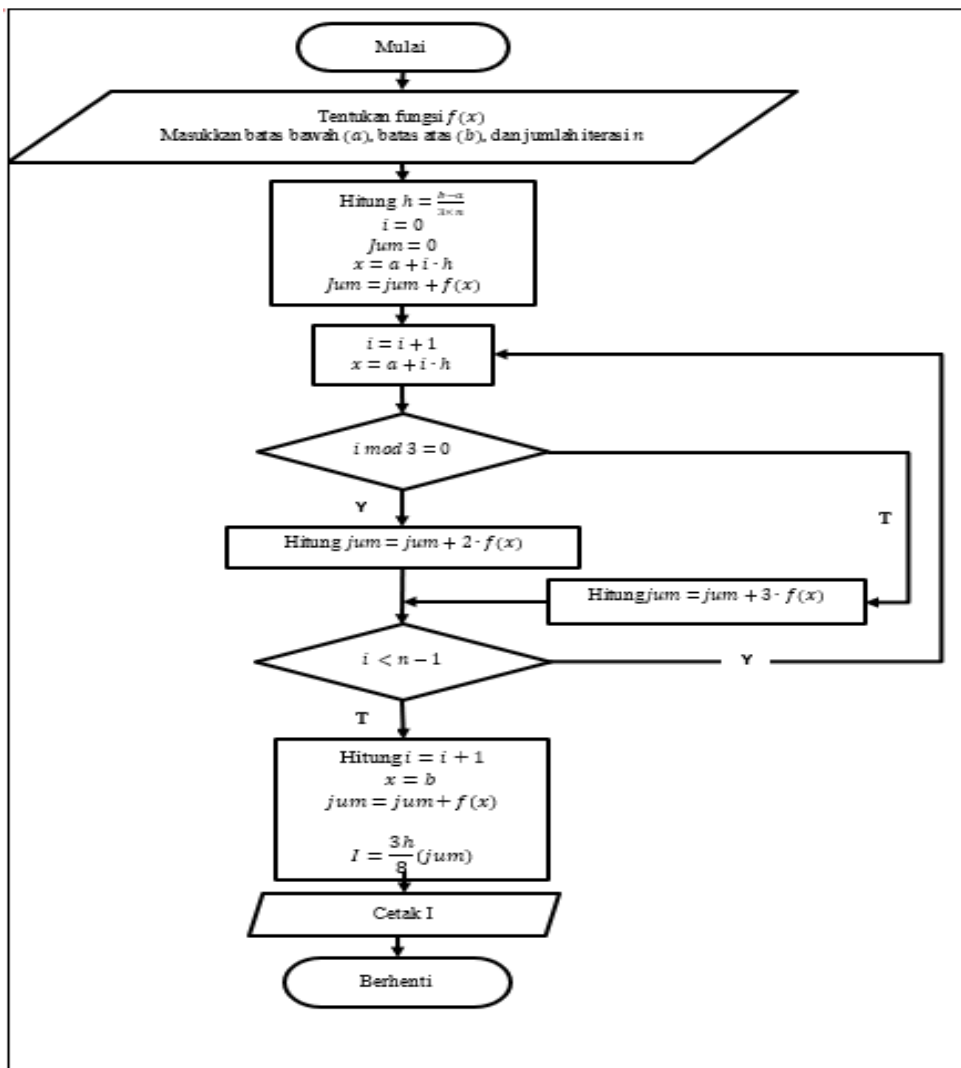 Mulai
Tentukan fungsi f(x)
Masukkan batas bawah (a), batas atas (b), dan jumlah iterasi n
Hitung h = \frac{b-a}{3×n}
i = 0
Jum = 0
x = a + i · h
Jum = jum + f(x)
i = i + 1
x = a + i · h
i mod 3 = 0
Y
T
Hitung jum = jum + 2 · f(x)
Hitung jum = jum + 3 · f(x)
i < n − 1
Y
T
Hitung i = i + 1
x = b
jum = jum + f(x)
I = \frac{3h}{8}(jum)
Cetak I
Berhenti